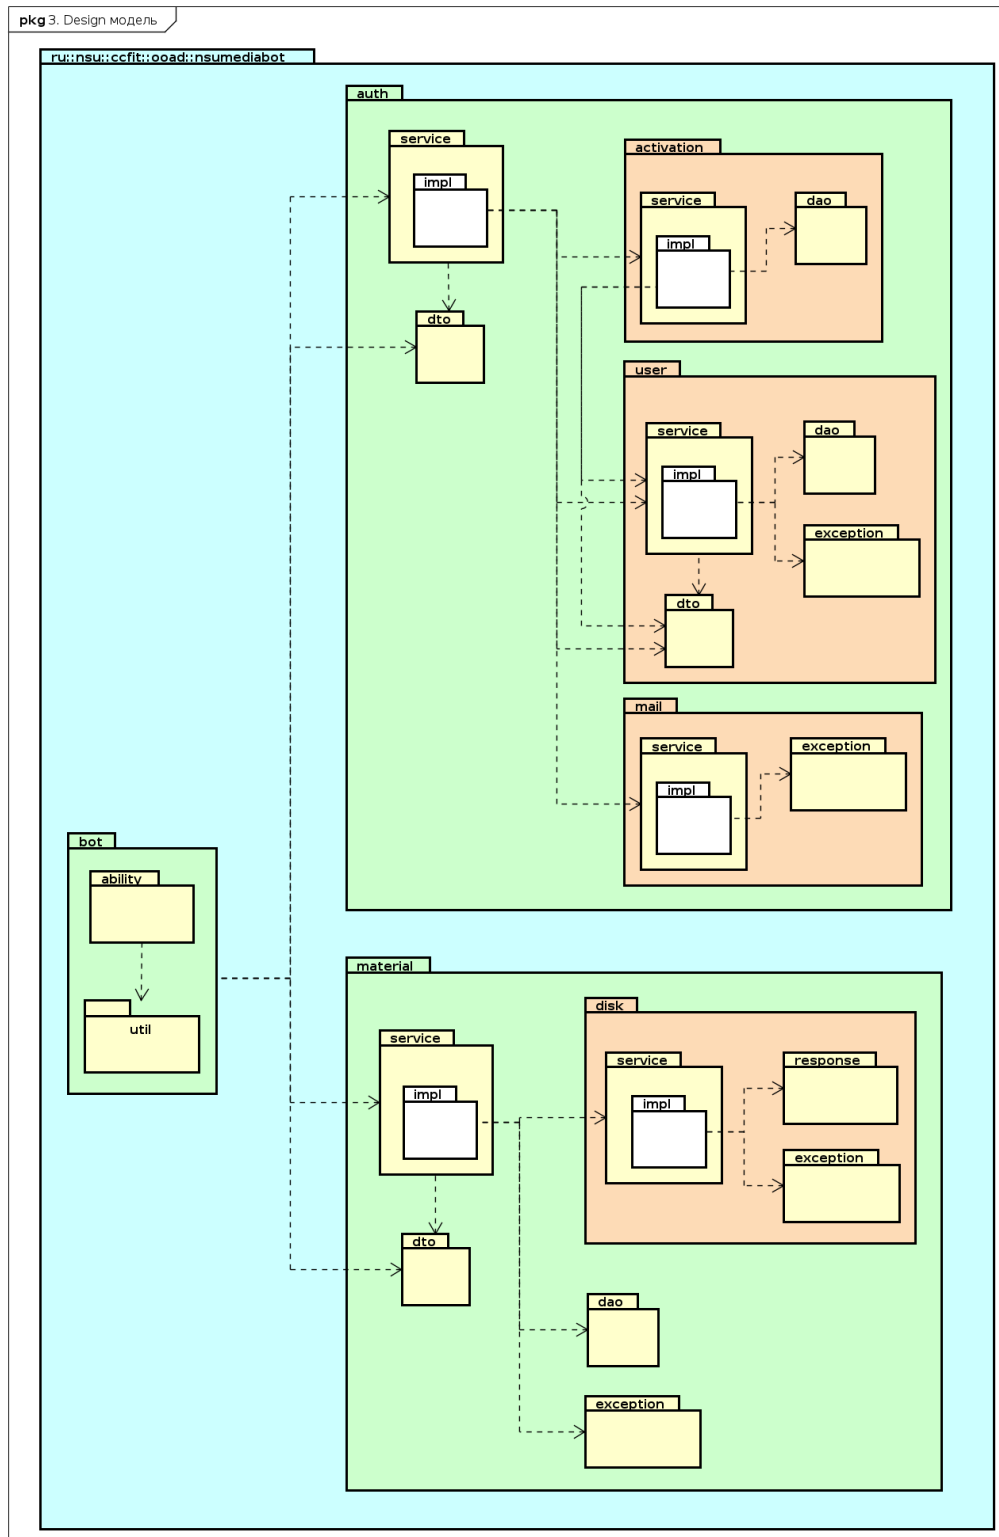 pkg 3. Design модель
ru::nsu::ccfit::ooad::nsumediabot
auth
service
impl
dto
activation
service
impl
dao
user
service
impl
dao
exception
dto
mail
service
impl
exception
bot
ability
util
material
service
impl
dto
disk
service
impl
response
exception
dao
exception